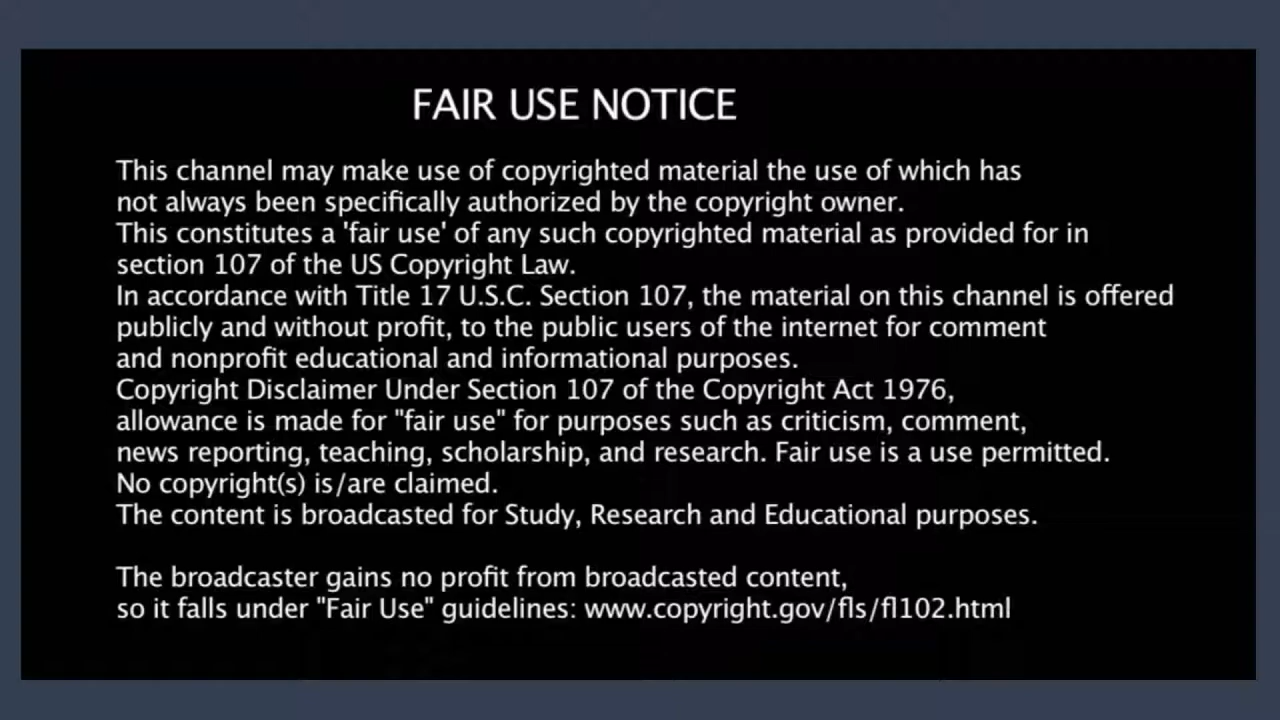 FAIR USE NOTICE
This channel may make use of copyrighted material the use of which has
not always been specifically authorized by the copyright owner.
This constitutes a 'fair use' of any such copyrighted material as provided for in
section 107 of the US Copyright Law.
In accordance with Title 17 U.S.C. Section 107, the material on this channel is offered
publicly and without profit, to the public users of the internet for comment
and nonprofit educational and informational purposes.
Copyright Disclaimer Under Section 107 of the Copyright Act 1976,
allowance is made for "fair use" for purposes such as criticism, comment,
news reporting, teaching, scholarship, and research. Fair use is a use permitted.
No copyright(s) is/are claimed.
The content is broadcasted for Study, Research and Educational purposes.
The broadcaster gains no profit from broadcasted content,
so it falls under "Fair Use" guidelines: www.copyright.gov/fls/fl102.html